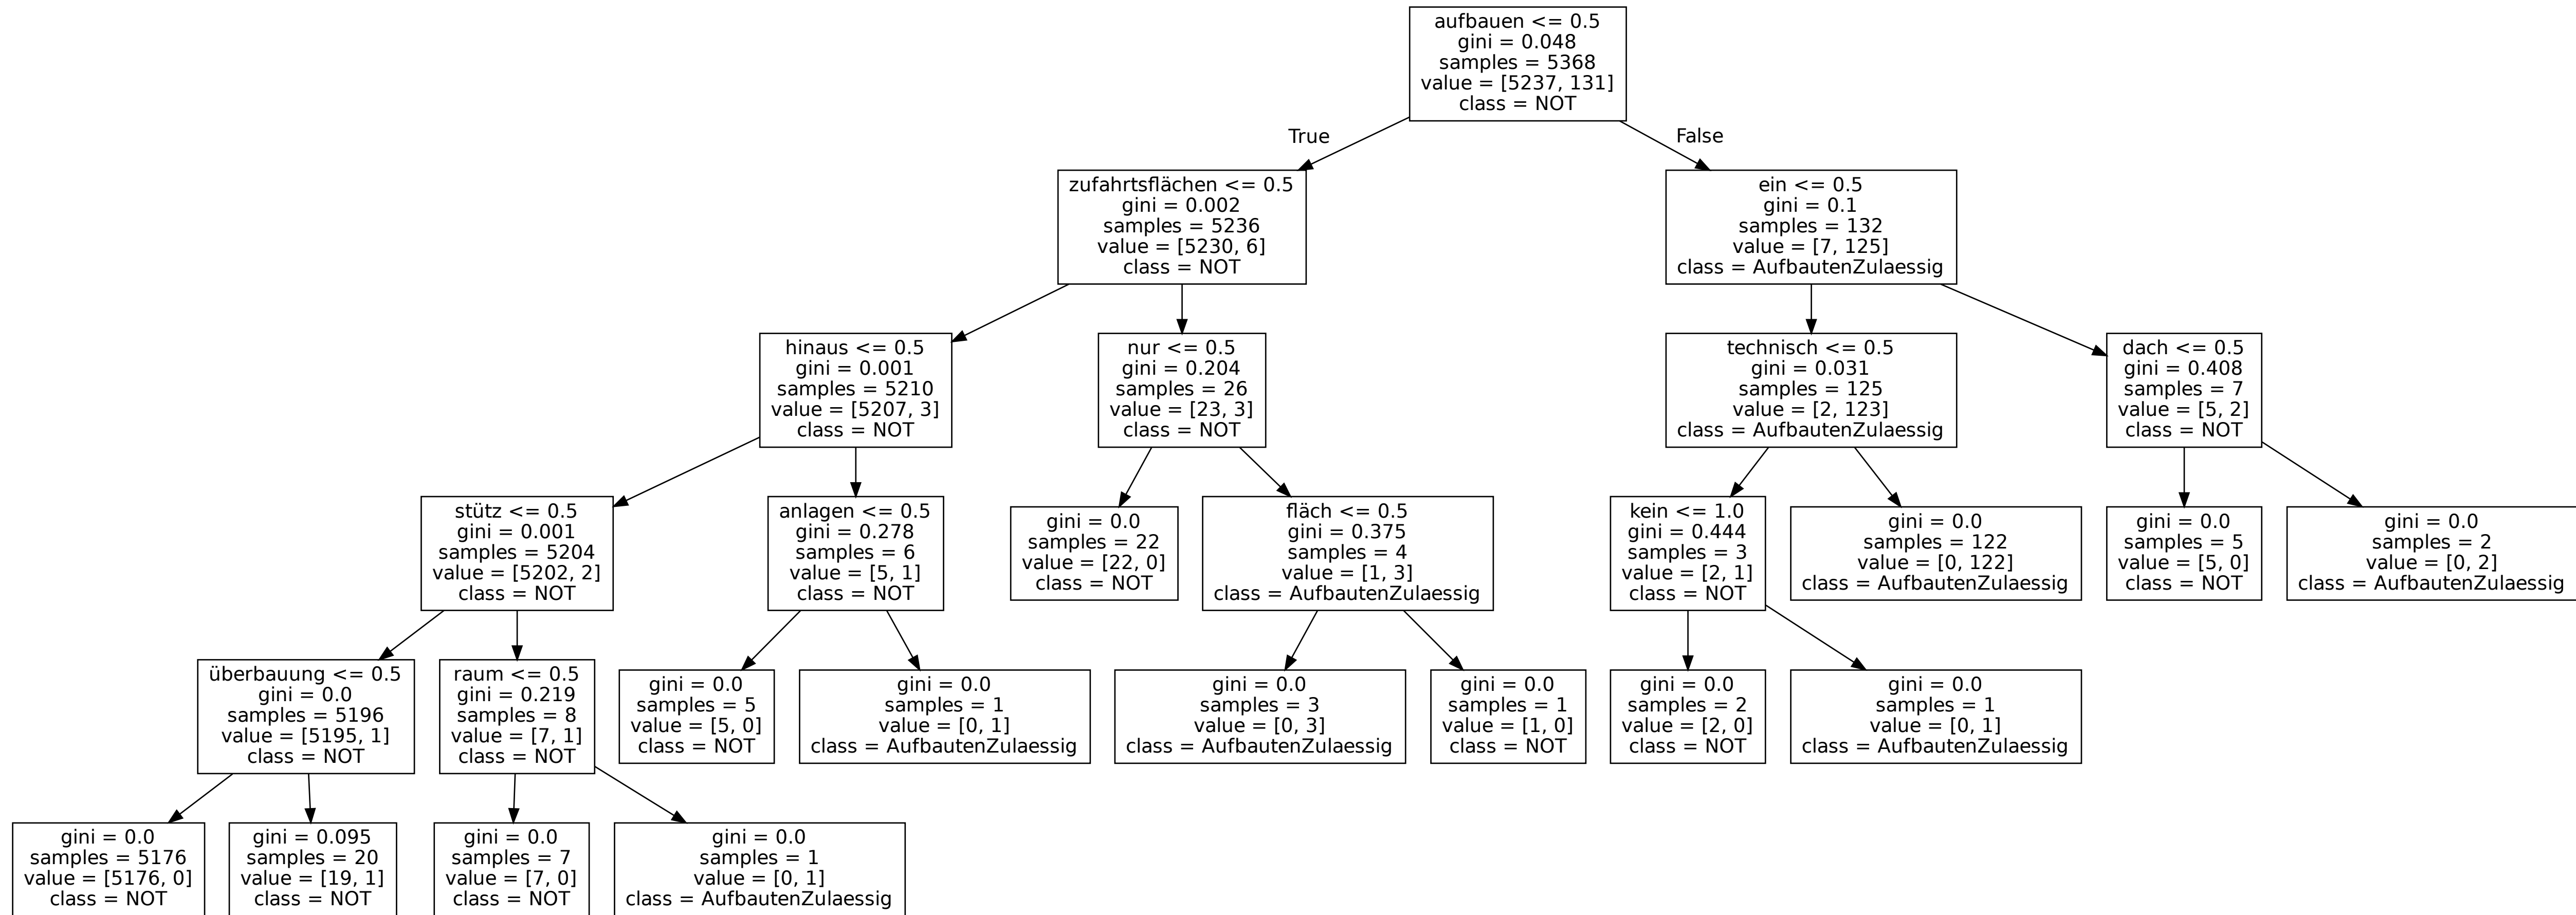 aufbauen <= 0.5
gini = 0.048
samples = 5368
value = [5237, 131]
class = NOT
True
False
zufahrtsflächen <= 0.5
gini = 0.002
samples = 5236
value = [5230, 6]
class = NOT
ein <= 0.5
gini = 0.1
samples = 132
value = [7, 125]
class = AufbautenZulaessig
hinaus <= 0.5
gini = 0.001
samples = 5210
value = [5207, 3]
class = NOT
nur <= 0.5
gini = 0.204
samples = 26
value = [23, 3]
class = NOT
technisch <= 0.5
gini = 0.031
samples = 125
value = [2, 123]
class = AufbautenZulaessig
dach <= 0.5
gini = 0.408
samples = 7
value = [5, 2]
class = NOT
stütz <= 0.5
gini = 0.001
samples = 5204
value = [5202, 2]
class = NOT
anlagen <= 0.5
gini = 0.278
samples = 6
value = [5, 1]
class = NOT
gini = 0.0
samples = 22
value = [22, 0]
class = NOT
fläch <= 0.5
gini = 0.375
samples = 4
value = [1, 3]
class = AufbautenZulaessig
kein <= 1.0
gini = 0.444
samples = 3
value = [2, 1]
class = NOT
gini = 0.0
samples = 122
value = [0, 122]
class = AufbautenZulaessig
gini = 0.0
samples = 5
value = [5, 0]
class = NOT
gini = 0.0
samples = 2
value = [0, 2]
class = AufbautenZulaessig
überbauung <= 0.5
gini = 0.0
samples = 5196
value = [5195, 1]
class = NOT
raum <= 0.5
gini = 0.219
samples = 8
value = [7, 1]
class = NOT
gini = 0.0
samples = 5
value = [5, 0]
class = NOT
gini = 0.0
samples = 1
value = [0, 1]
class = AufbautenZulaessig
gini = 0.0
samples = 3
value = [0, 3]
class = AufbautenZulaessig
gini = 0.0
samples = 1
value = [1, 0]
class = NOT
gini = 0.0
samples = 2
value = [2, 0]
class = NOT
gini = 0.0
samples = 1
value = [0, 1]
class = AufbautenZulaessig
gini = 0.0
samples = 5176
value = [5176, 0]
class = NOT
gini = 0.095
samples = 20
value = [19, 1]
class = NOT
gini = 0.0
samples = 7
value = [7, 0]
class = NOT
gini = 0.0
samples = 1
value = [0, 1]
class = AufbautenZulaessig